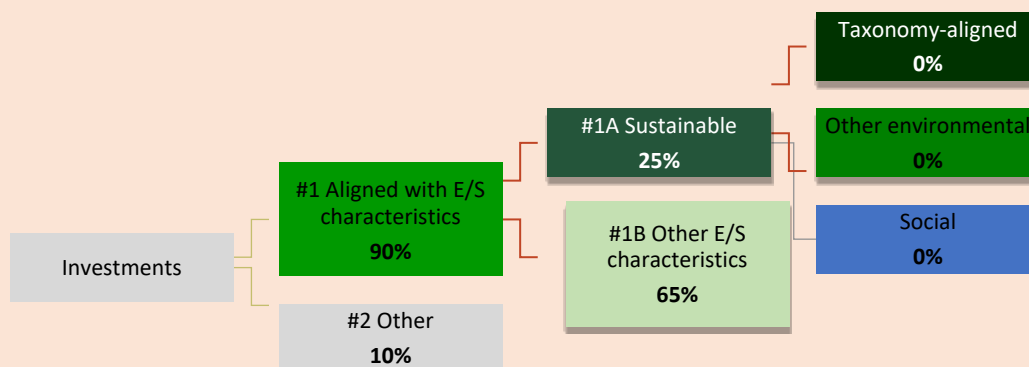 Investments
#1 Aligned with E/S
characteristics
90%
#2 Other
10%
#1A Sustainable
25%
#1B Other E/S
characteristics
65%
Taxonomy-aligned
0%
Other environmental
0%
Social
0%